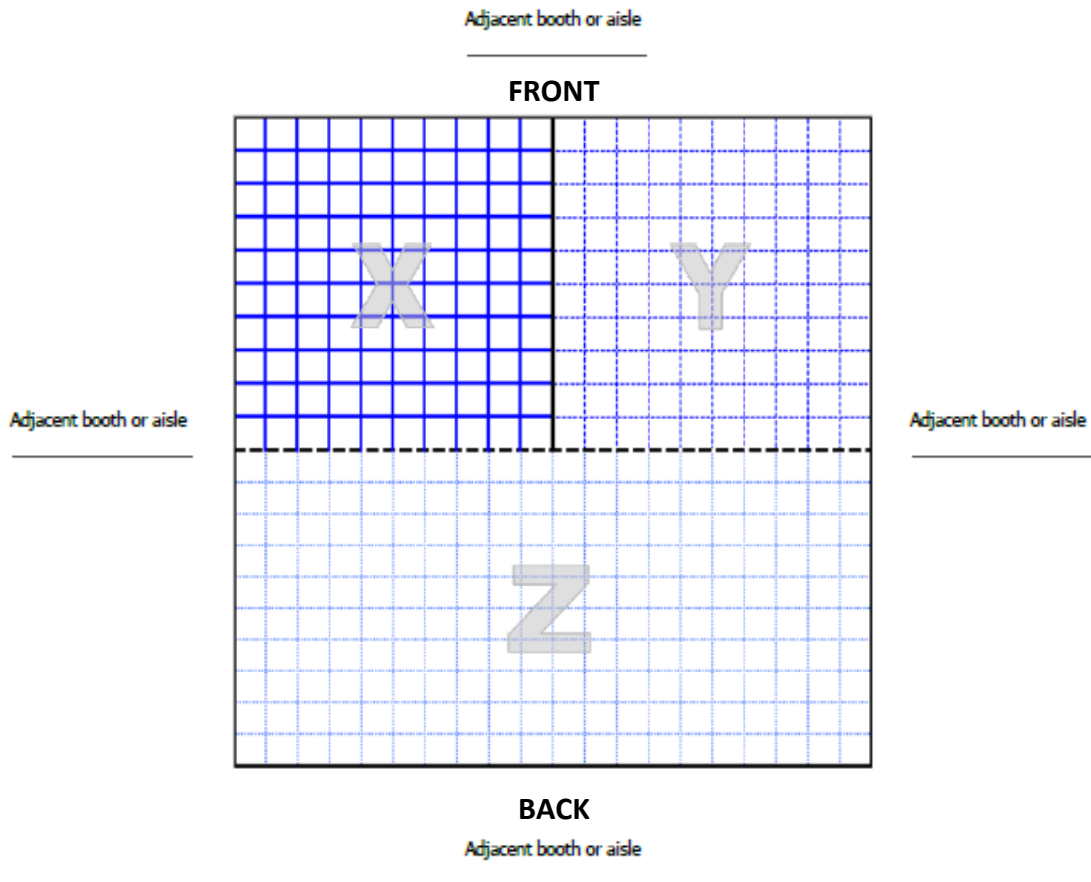 Adjacent booth or aisle
FRONT
X
Y
Adjacent booth or aisle
Adjacent booth or aisle
Z
BACK
Adjacent booth or aisle